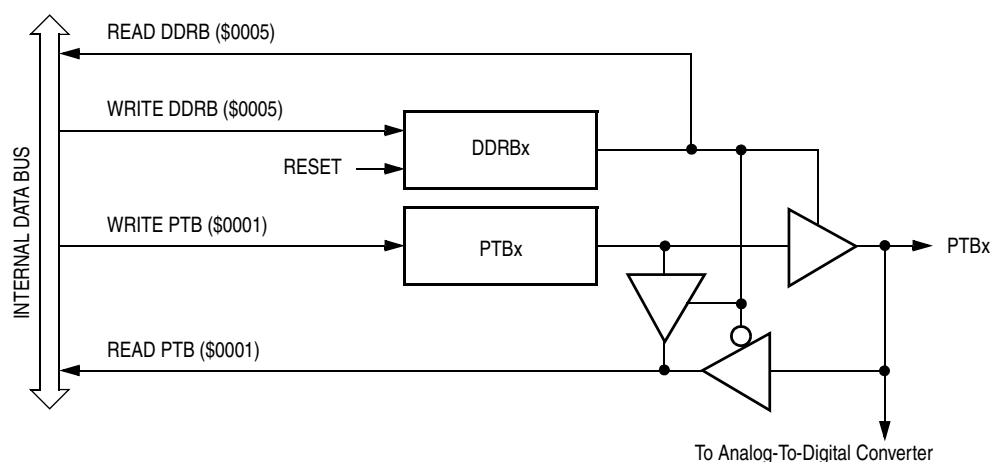 READ DDRB ($0005)
WRITE DDRB ($0005)
DDRBx
RESET
INTERNAL DATA BUS
WRITE PTB ($0001)
PTBx
PTBx
READ PTB ($0001)
To Analog-To-Digital Converter